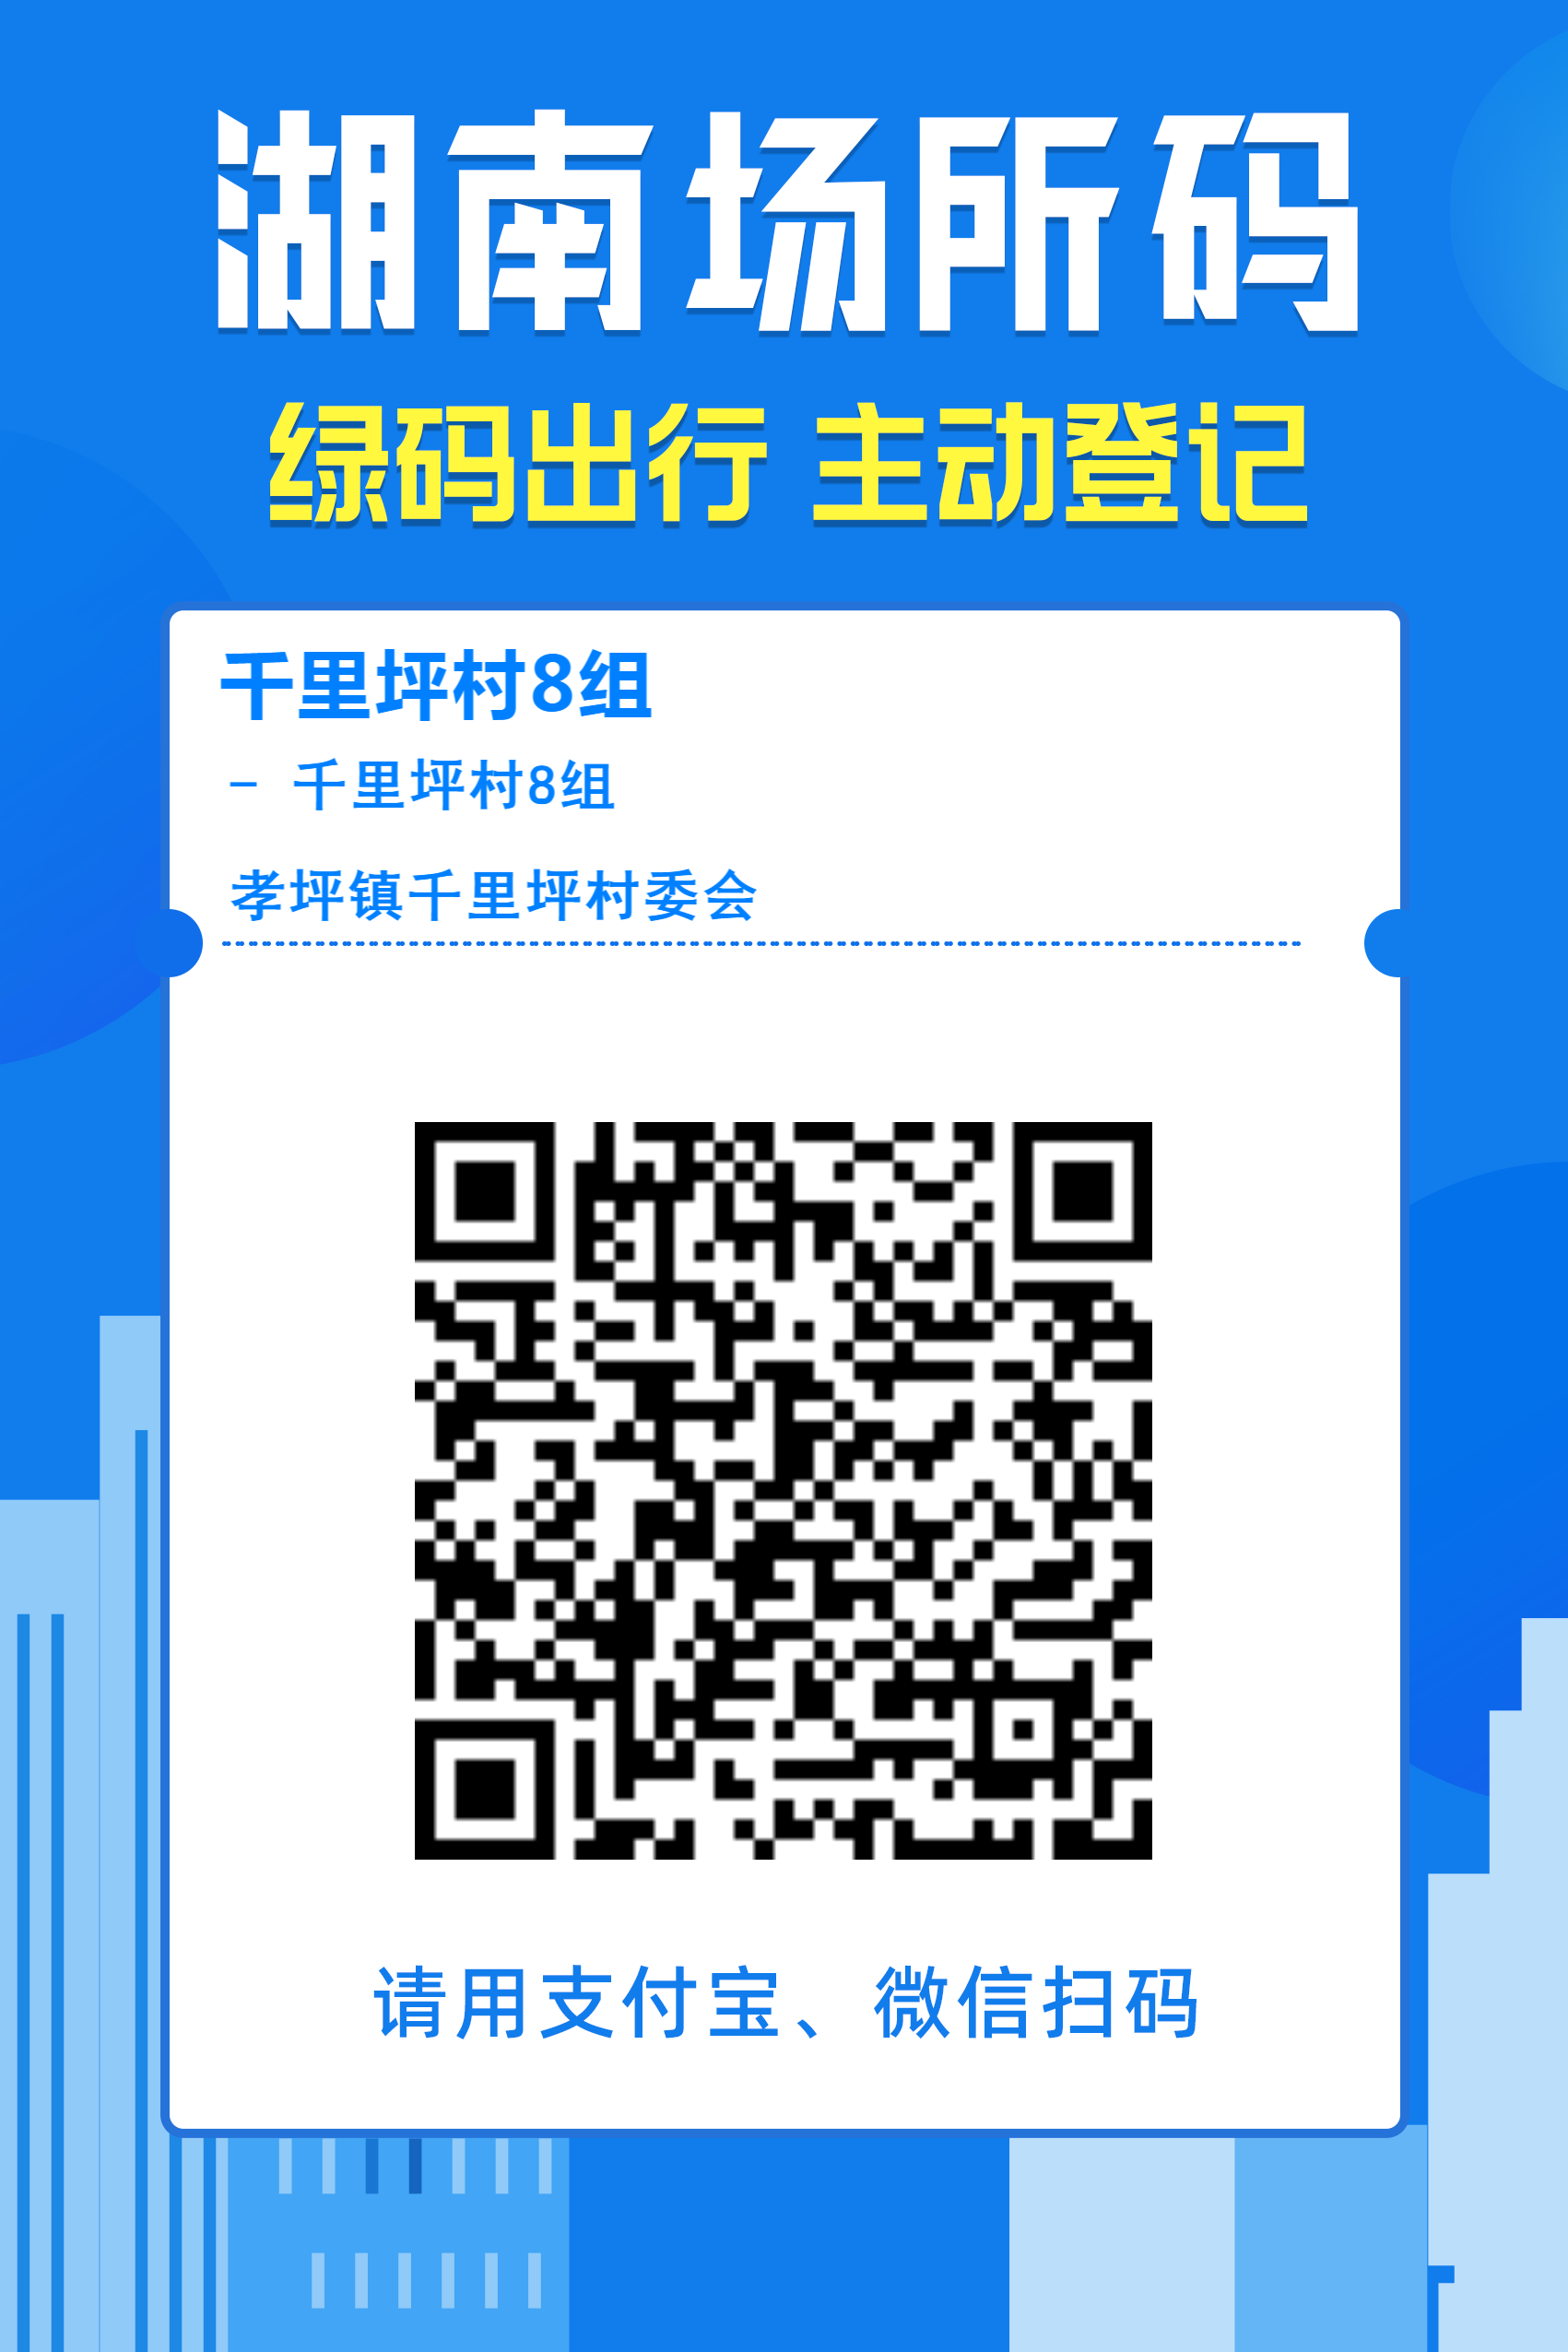 湖南场所码
绿码出行 主动登记
千里坪村8组
- 千里坪村8组
孝坪镇千里坪村委会
请用支付宝、微信扫码